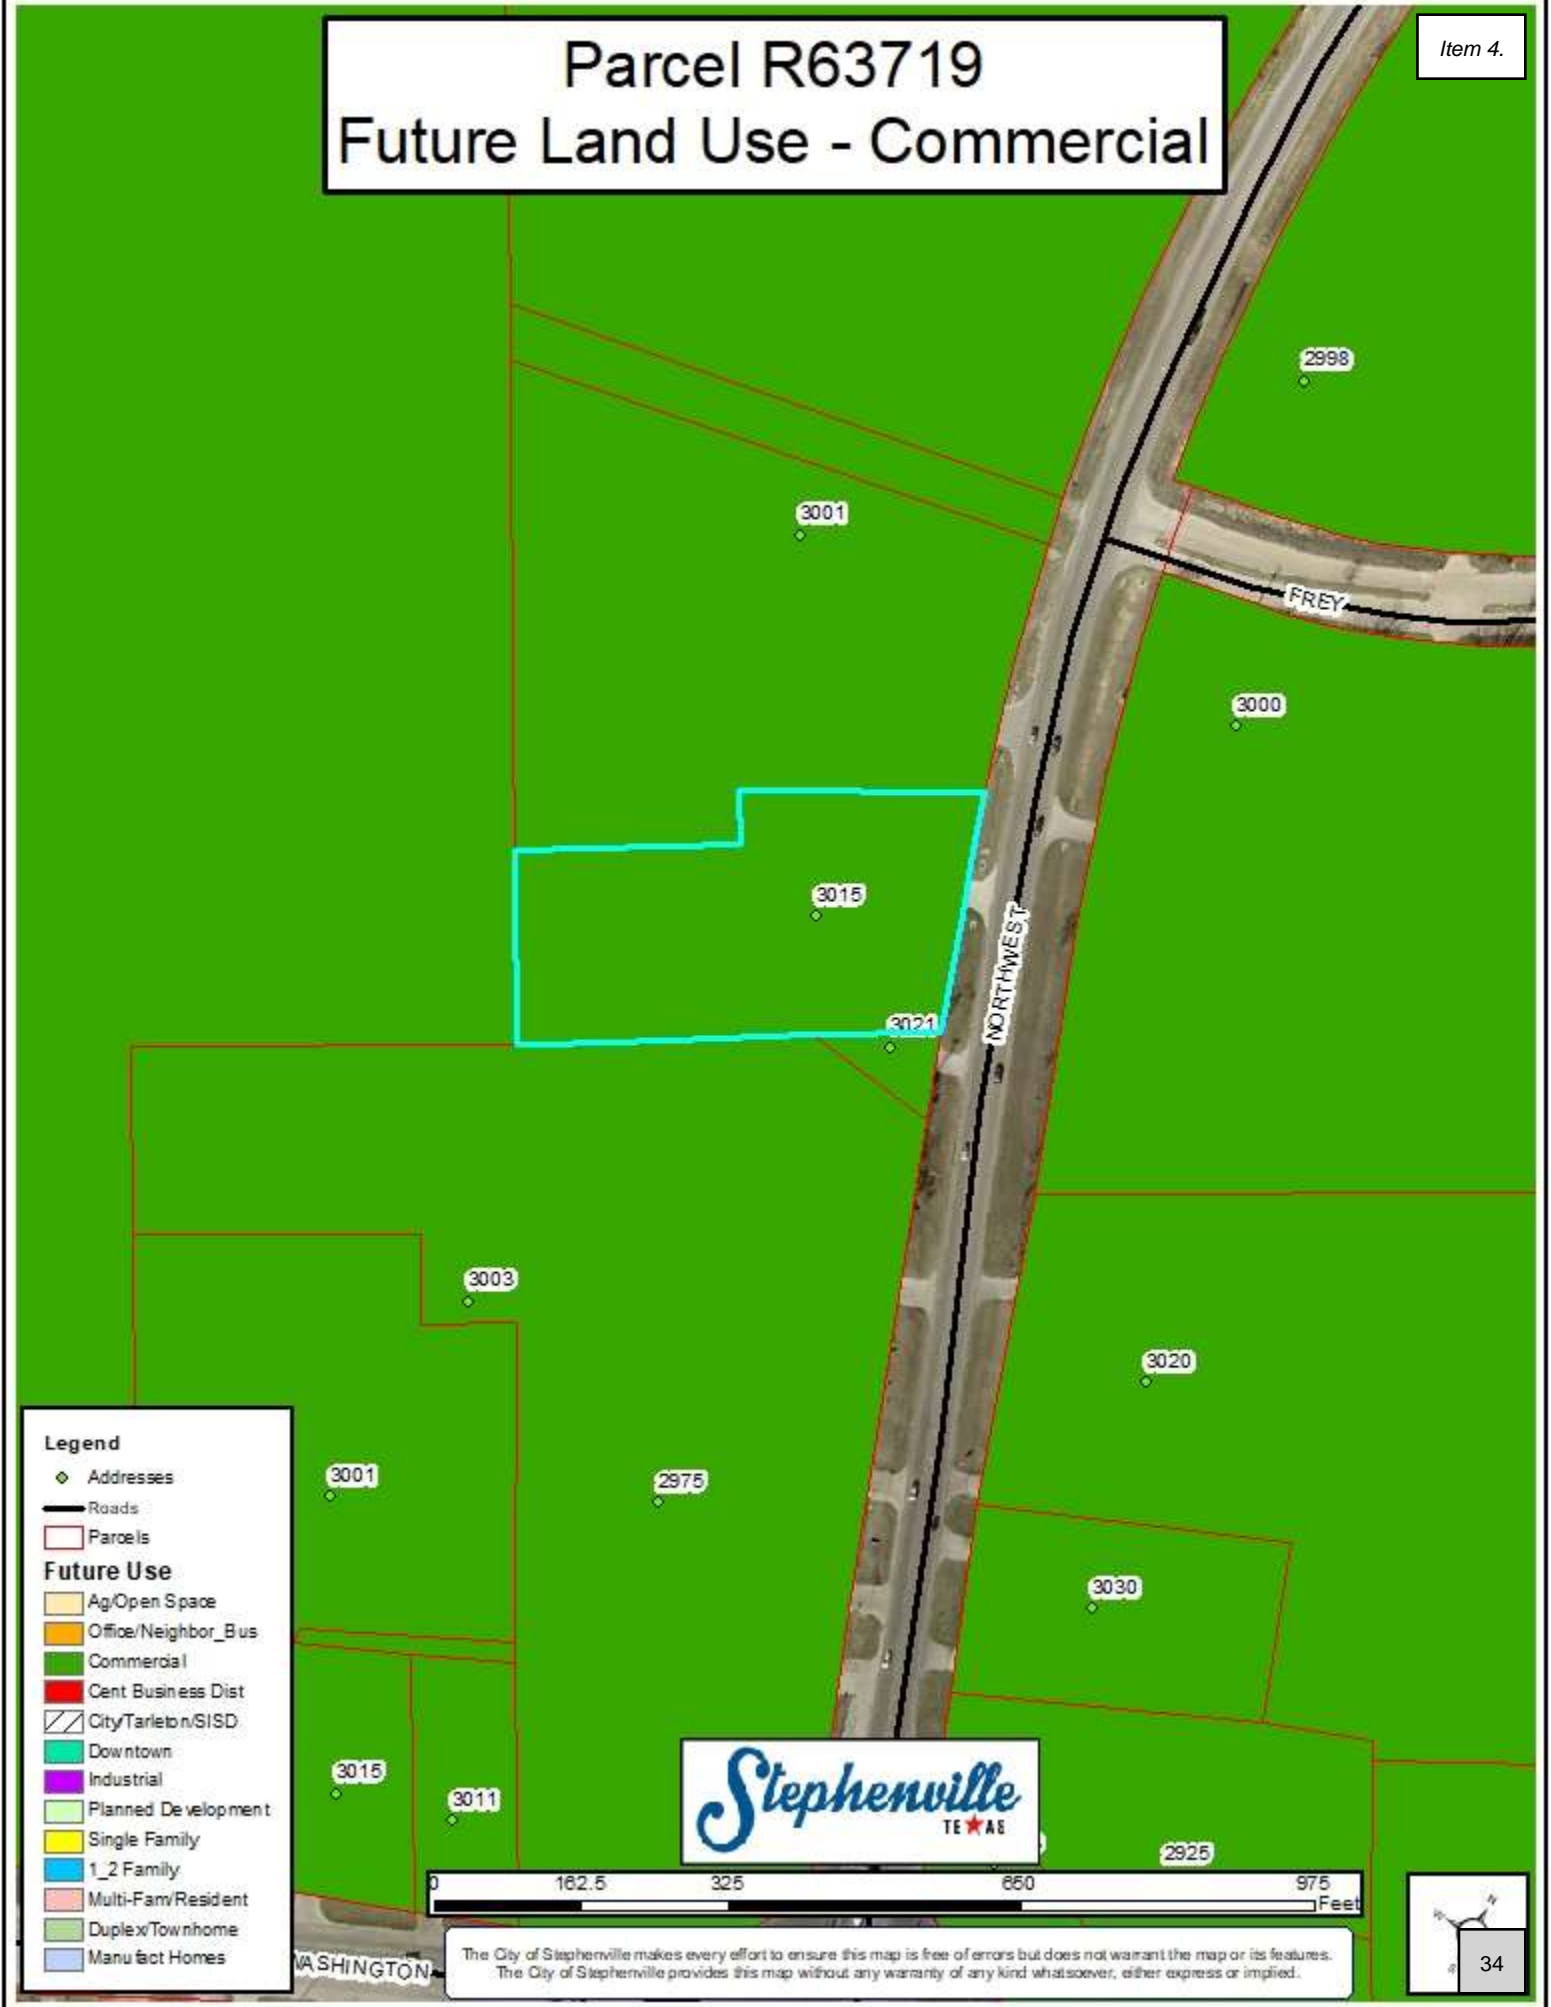 Parcel R63719
Future Land Use - Commercial
Item 4.
2998
3001
FREY
3000
3015
NORTHWEST
3021
3003
3020
3001
2975
3030
3015
3011
2925
Legend
Addresses
Roads
Parcels
Future Use
Ag/Open Space
Office/Neighbor_Bus
Commercial
Cent Business Dist
City/Tarleton/SISD
Downtown
Industrial
Planned Development
Single Family
1_2 Family
Multi-Fam/Resident
Duplex/Townhome
Manufact Homes
Stephenville
TEXAS
0 162.5 325 650 975
Feet
WASHINGTON
The City of Stephenville makes every effort to ensure this map is free of errors but does not warrant the map or its features.
The City of Stephenville provides this map without any warranty of any kind whatsoever, either express or implied.
N
W
34